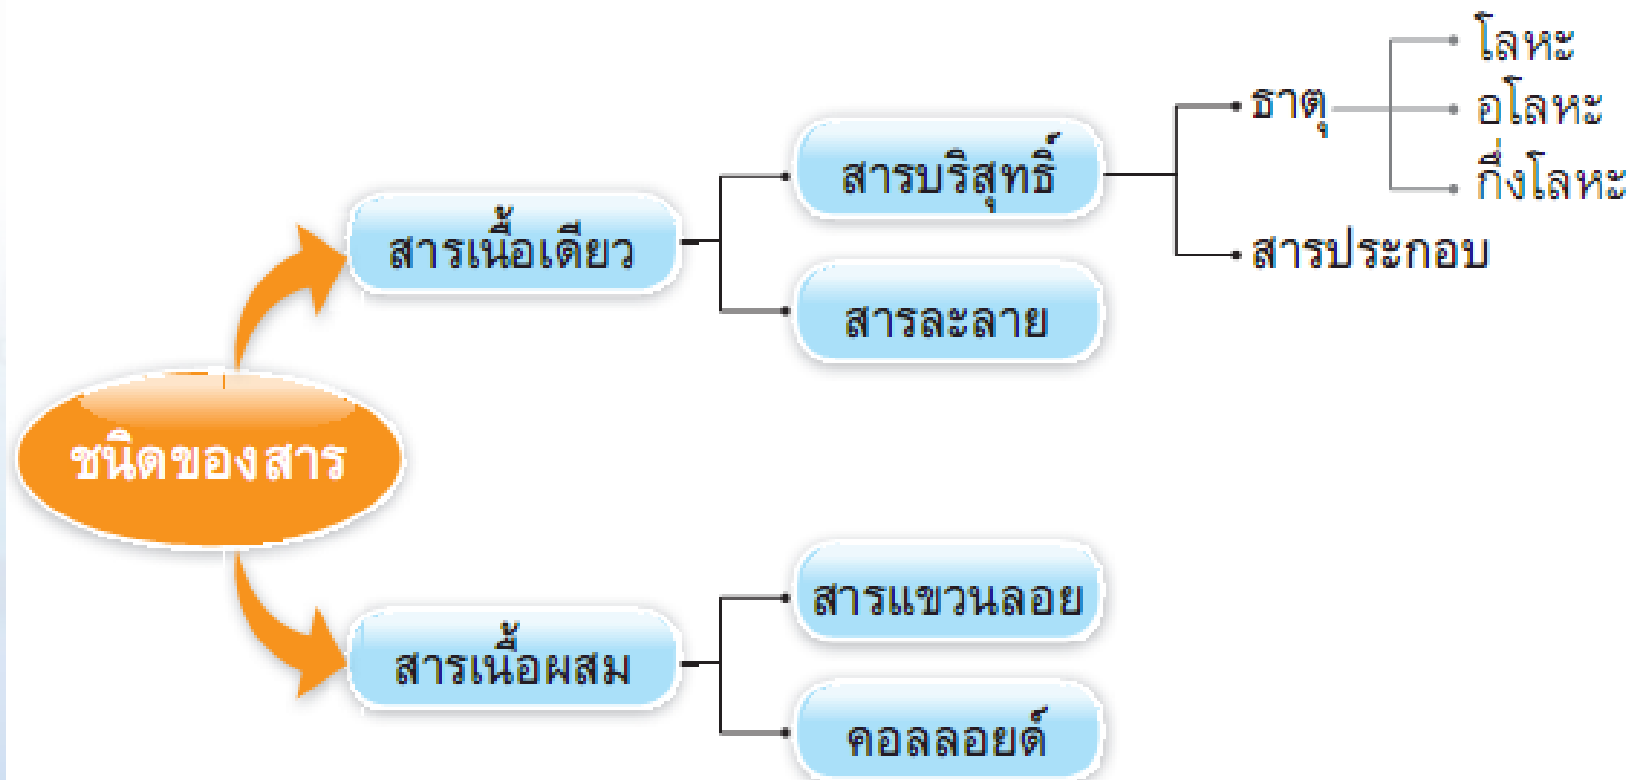 ชนิดของสาร
สารเนื้อเดียว
สารบริสุทธิ์
ธาตุ
โลหะ
อโลหะ
กึ่งโลหะ
สารประกอบ
สารละลาย
สารเนื้อผสม
สารแขวนลอย
คอลลอยด์